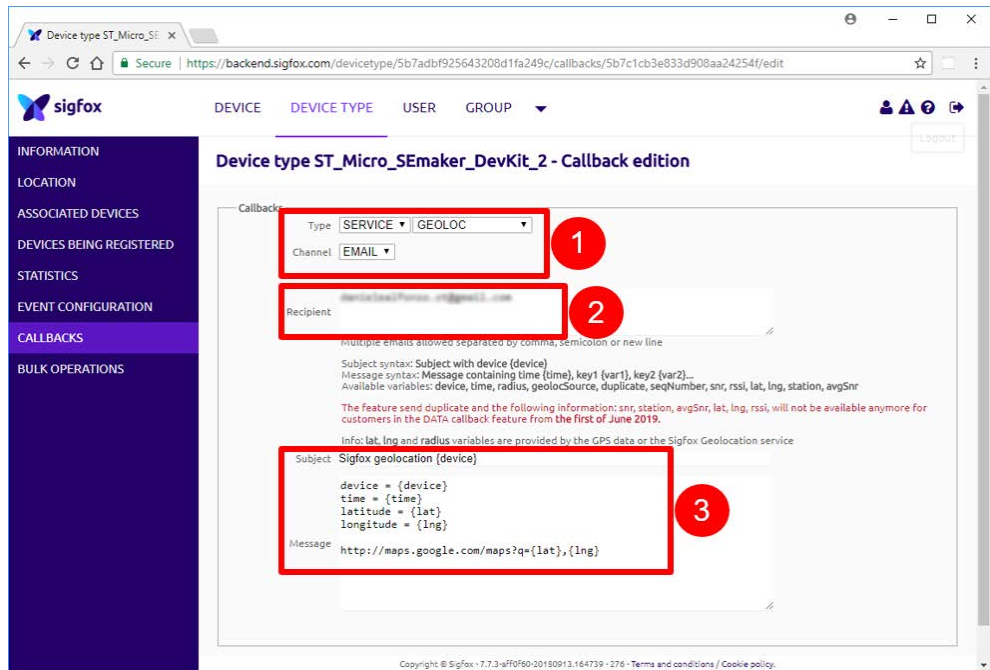 Device type ST_Micro_SE
Secure | https://backend.sigfox.com/devicetype/5b7adbf925643208d1fa249c/callbacks/5b7c1cb3e833d908aa24254f/edit
sigfox
DEVICE DEVICE TYPE USER GROUP
Logout
INFORMATION
LOCATION
ASSOCIATED DEVICES
DEVICES BEING REGISTERED
STATISTICS
EVENT CONFIGURATION
CALLBACKS
BULK OPERATIONS
Device type ST_Micro_SEmaker_DevKit_2 - Callback edition
Callbacks
Type SERVICE GEOLOC
Channel EMAIL
1
Recipient
2
Multiple emails allowed separated by comma, semicolon or new line
Subject syntax: Subject with device {device}
Message syntax: Message containing time {time}, key1 {var1}, key2 {var2}...
Available variables: device, time, radius, geolocSource, duplicate, seqNumber, snr, rssi, lat, lng, station, avgSnr
The feature send duplicate and the following information: snr, station, avgSnr, lat, lng, rssi, will not be available anymore for
customers in the DATA callback feature from the first of June 2019.
Info: lat, lng and radius variables are provided by the GPS data or the Sigfox Geolocation service
Subject Sigfox geolocation {device}
device = {device}
time = {time}
latitude = {lat}
longitude = {lng}
Message
http://maps.google.com/maps?q={lat},{lng}
3
Copyright © Sigfox - 7.7.3-aff0f60-20180913.164739 - 276 - Terms and conditions / Cookie policy.